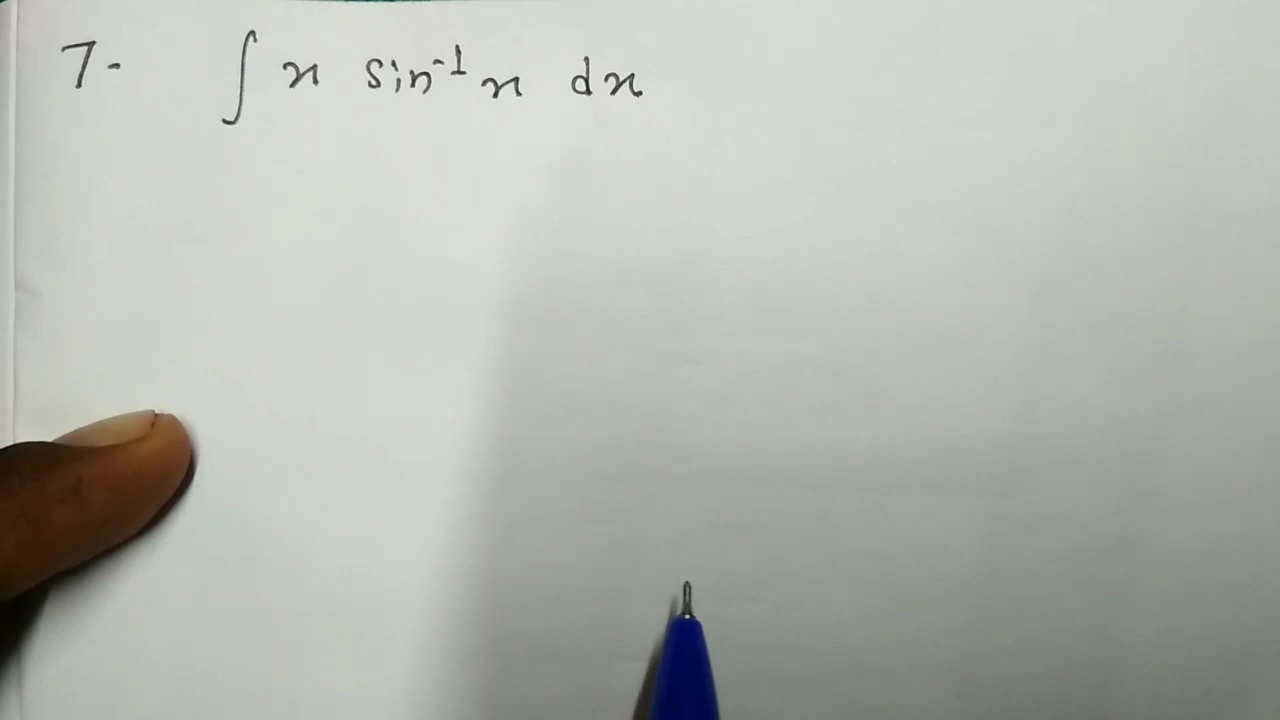 7. ∫ x sin⁻¹x dx